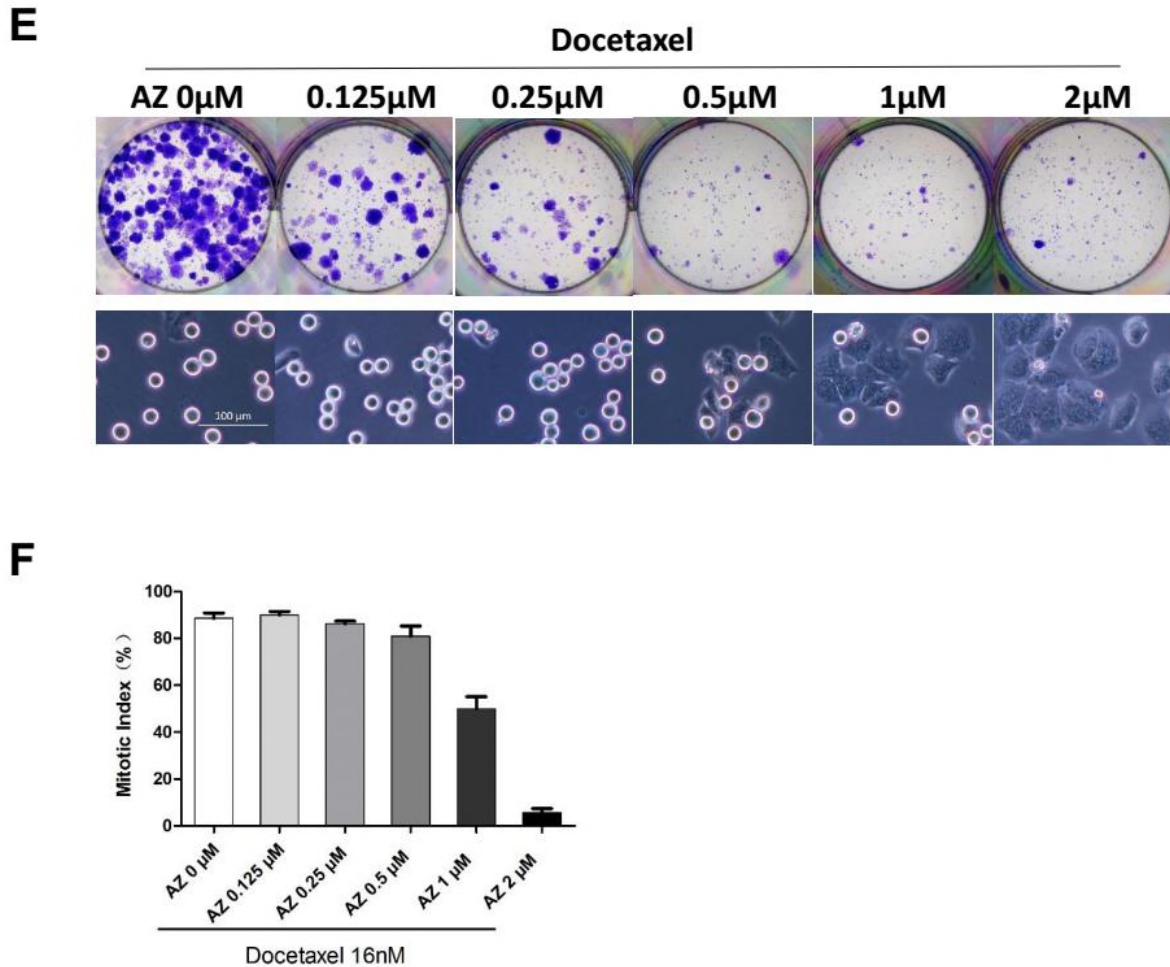 E
Docetaxel
AZ 0μM 0.125μM 0.25μM 0.5μM 1μM 2μM
100 μm
F
Mitotic Index (%)
100
80
60
40
20
0
AZ 0 μM
AZ 0.125 μM
AZ 0.25 μM
AZ 0.5 μM
AZ 1 μM
AZ 2 μM
Docetaxel 16nM